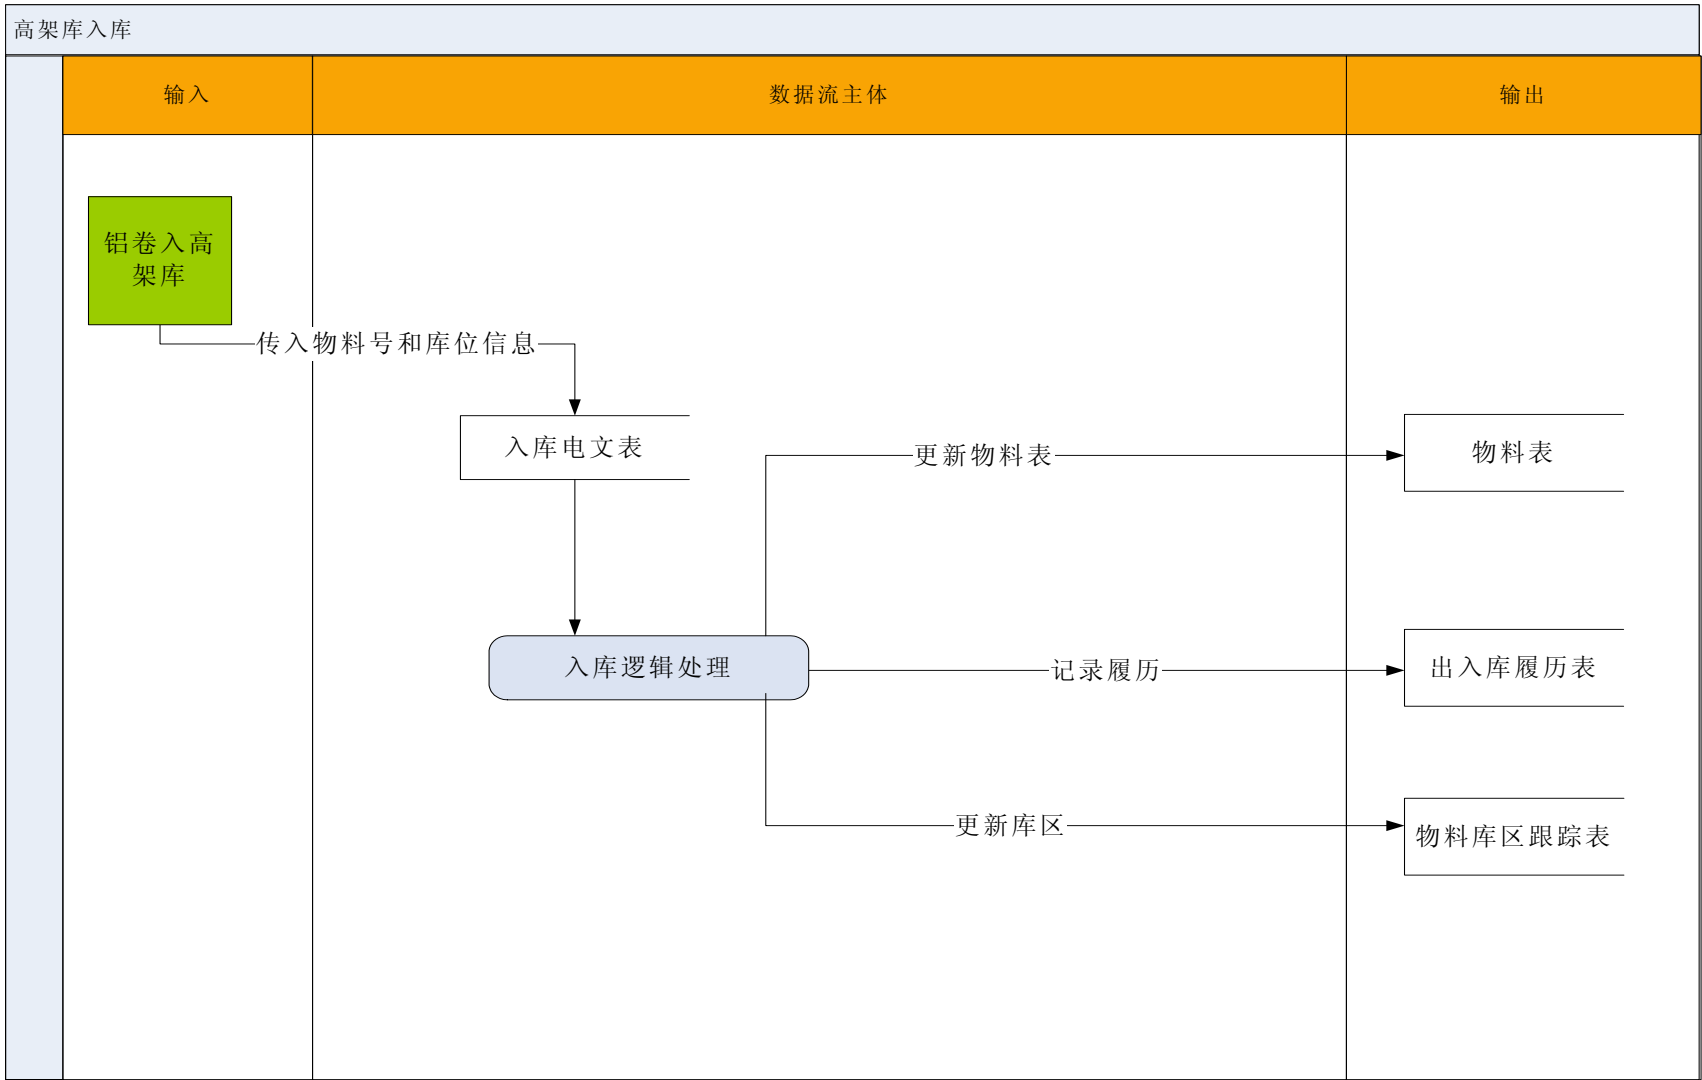 高架库入库
输入
数据流主体
输出
铝卷入高
架库
传入物料号和库位信息
入库电文表
更新物料表
物料表
入库逻辑处理
记录履历
出入库履历表
更新库区
物料库区跟踪表